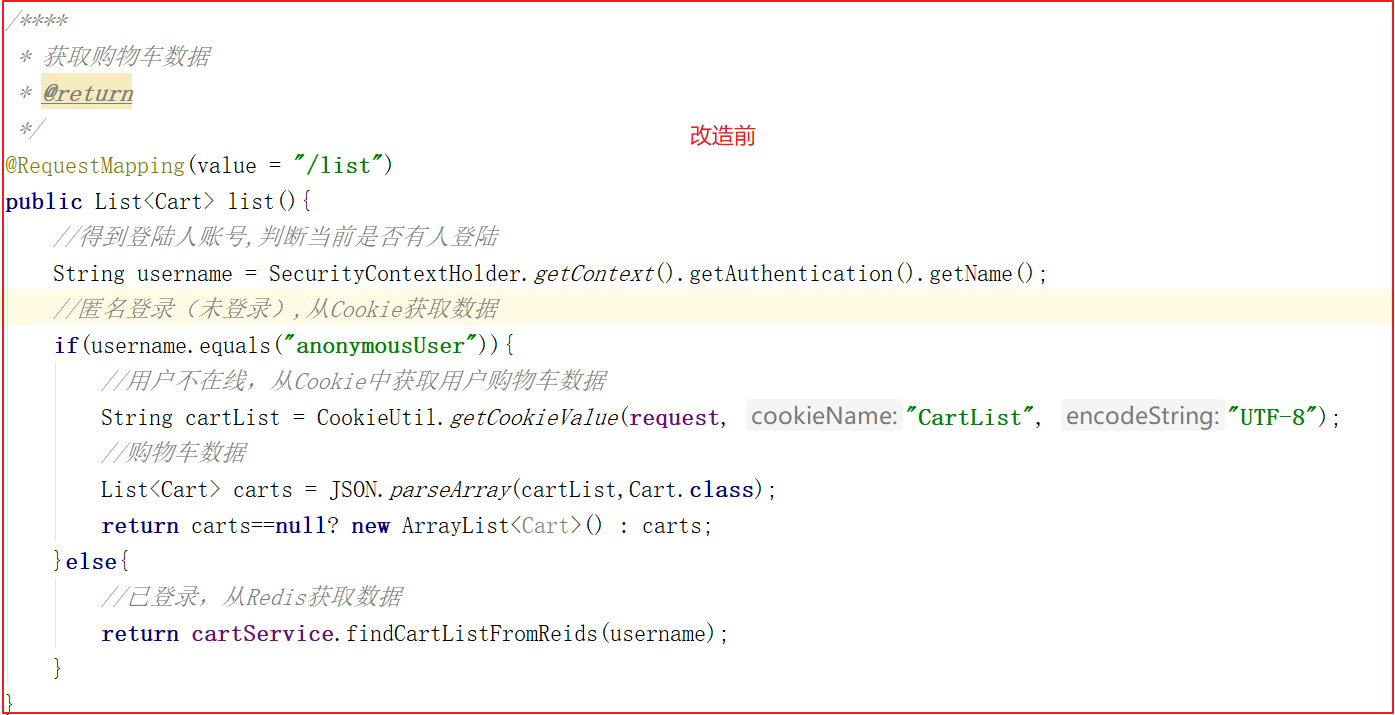 /****
* 获取购物车数据
* @return
*/
改造前
@RequestMapping(value = "/list")
public List<Cart> list(){
//得到登陆人账号,判断当前是否有人登陆
String username = SecurityContextHolder.getContext().getAuthentication().getName();
//匿名登录（未登录）,从Cookie获取数据
if(username.equals("anonymousUser")){
//用户不在线，从Cookie中获取用户购物车数据
String cartList = CookieUtil.getCookieValue(request, cookieName: "CartList", encodeString: "UTF-8");
//购物车数据
List<Cart> carts = JSON.parseArray(cartList,Cart.class);
return carts==null? new ArrayList<Cart>() : carts;
}else{
//已登录，从Redis获取数据
return cartService.findCartListFromReids(username);
}
}